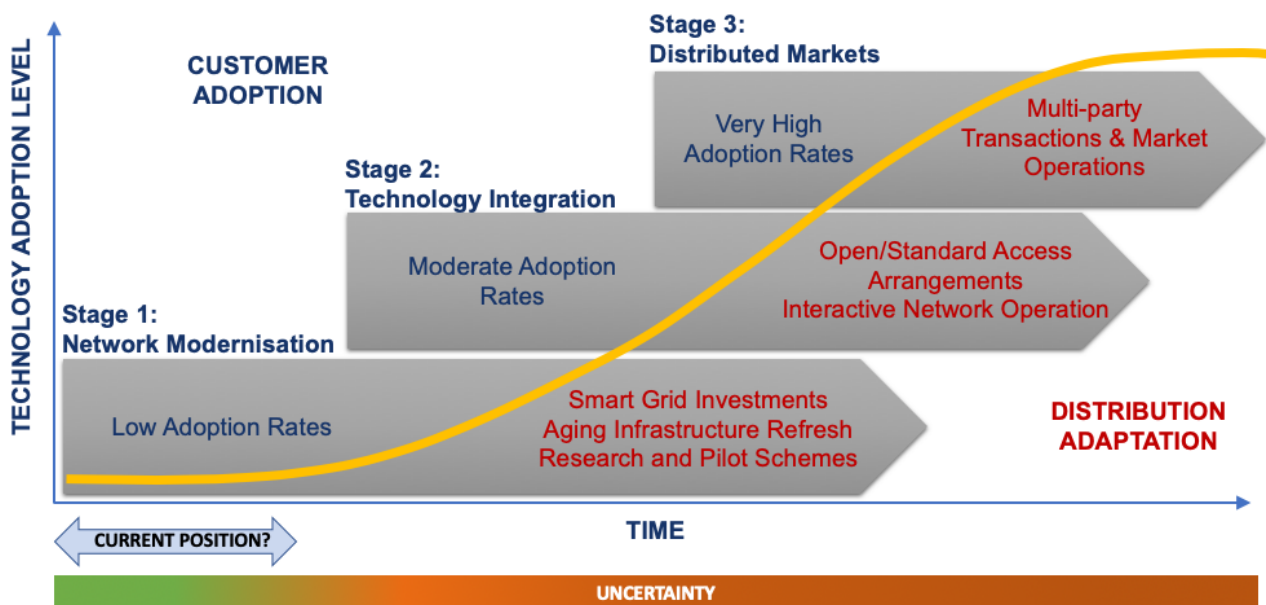 TECHNOLOGY ADOPTION LEVEL
CUSTOMER
ADOPTION
Stage 3:
Distributed Markets
Very High
Adoption Rates
Multi-party
Transactions & Market
Operations
Stage 2:
Technology Integration
Moderate Adoption
Rates
Open/Standard Access
Arrangements
Interactive Network Operation
Stage 1:
Network Modernisation
Low Adoption Rates
Smart Grid Investments
Aging Infrastructure Refresh
Research and Pilot Schemes
DISTRIBUTION
ADAPTATION
TIME
CURRENT POSITION?
UNCERTAINTY